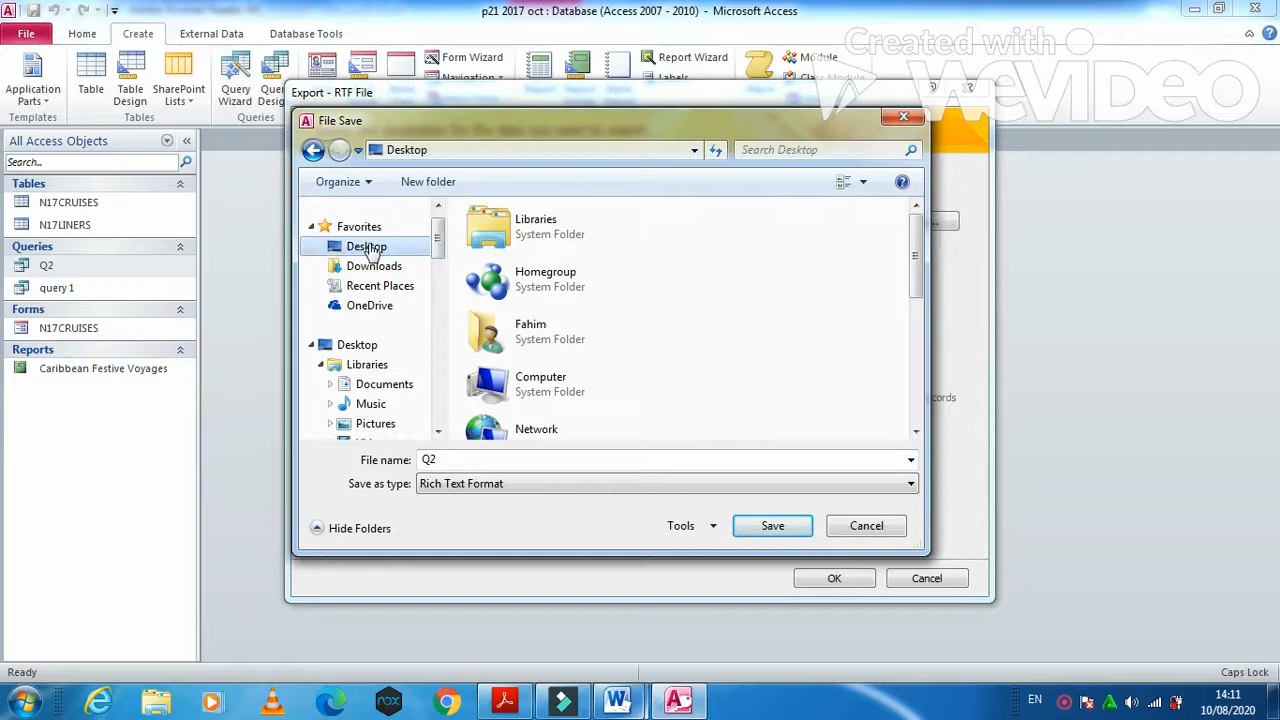 p21 2017 oct : Database (Access 2007 - 2010) - Microsoft Access
File
Home
Create
External Data
Database Tools
Created with
WeVideo
Application Parts
Table
Table Design
SharePoint Lists
Query Wizard
Query
Form Wizard
Navigation
Report Wizard
Labels
Module
Class Module
Templates
Tables
Queries
All Access Objects
Search...
Tables
N17CRUISES
N17LINERS
Queries
Q2
query 1
Forms
N17CRUISES
Reports
Caribbean Festive Voyages
Export - RTF File
File Save
Desktop
Search Desktop
Organize
New folder
Favorites
Desktop
Downloads
Recent Places
OneDrive
Desktop
Libraries
Documents
Music
Pictures
Libraries
System Folder
Homegroup
System Folder
Fahim
System Folder
Computer
System Folder
Network
File name: Q2
Save as type: Rich Text Format
Hide Folders
Tools
Save
Cancel
OK
Cancel
Ready
Caps Lock
nox
EN
14:11
10/08/2020